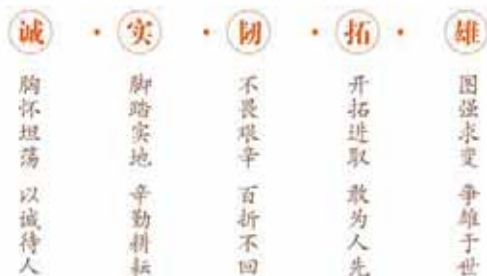 诚·实·韧·拓·雄
胸怀坦荡 以诚待人
脚踏实地 辛勤耕耘
不畏艰辛 百折不回
开拓进取 敢为人先
图强求变 争雄于世